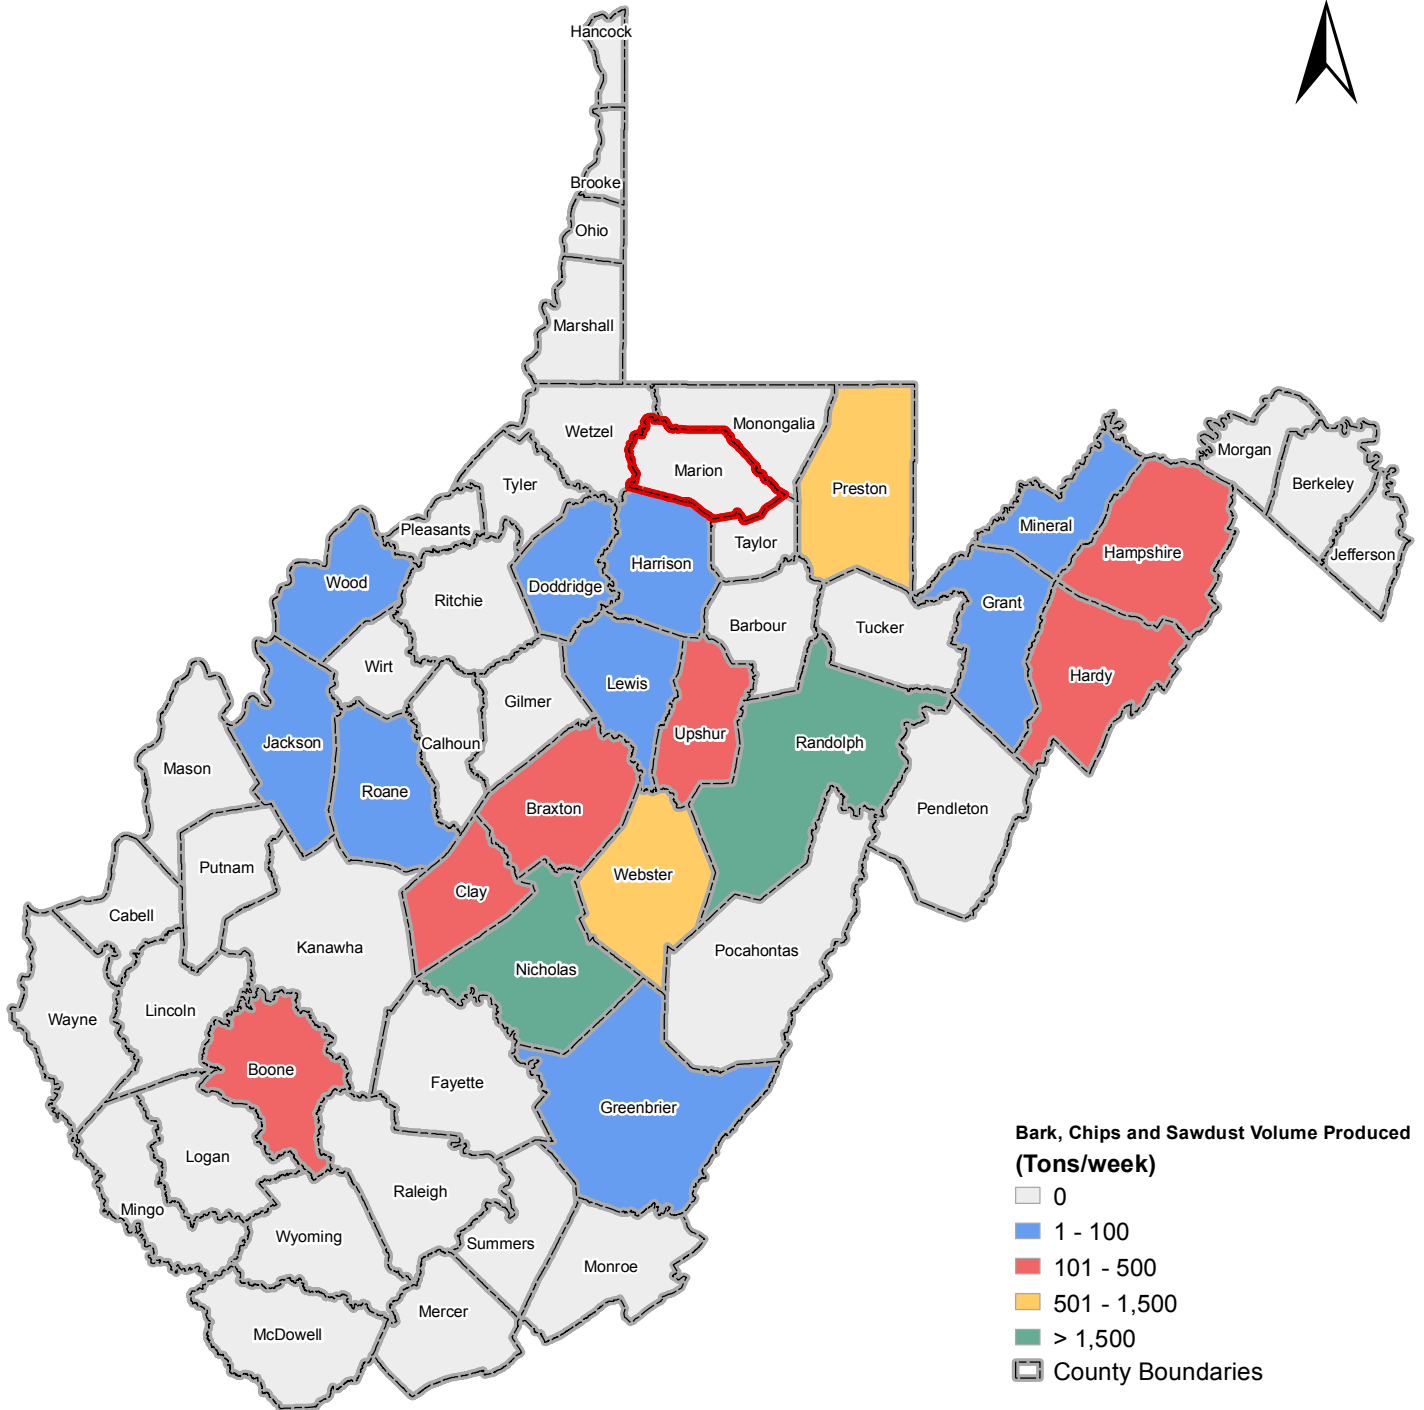 Hancock
Brooke
Ohio
Marshall
Wetzel
Monongalia
Marion
Tyler
Preston
Morgan
Berkeley
Jefferson
Pleasants
Mineral
Hampshire
Taylor
Wood
Doddridge
Harrison
Ritchie
Grant
Barbour
Tucker
Wirt
Hardy
Lewis
Gilmer
Upshur
Randolph
Jackson
Calhoun
Mason
Roane
Braxton
Pendleton
Putnam
Webster
Clay
Cabell
Kanawha
Pocahontas
Nicholas
Lincoln
Wayne
Boone
Fayette
Greenbrier
Logan
Raleigh
Mingo
Wyoming
Summers
Monroe
Mercer
McDowell
Bark, Chips and Sawdust Volume Produced
(Tons/week)
0
1 - 100
101 - 500
501 - 1,500
> 1,500
County Boundaries